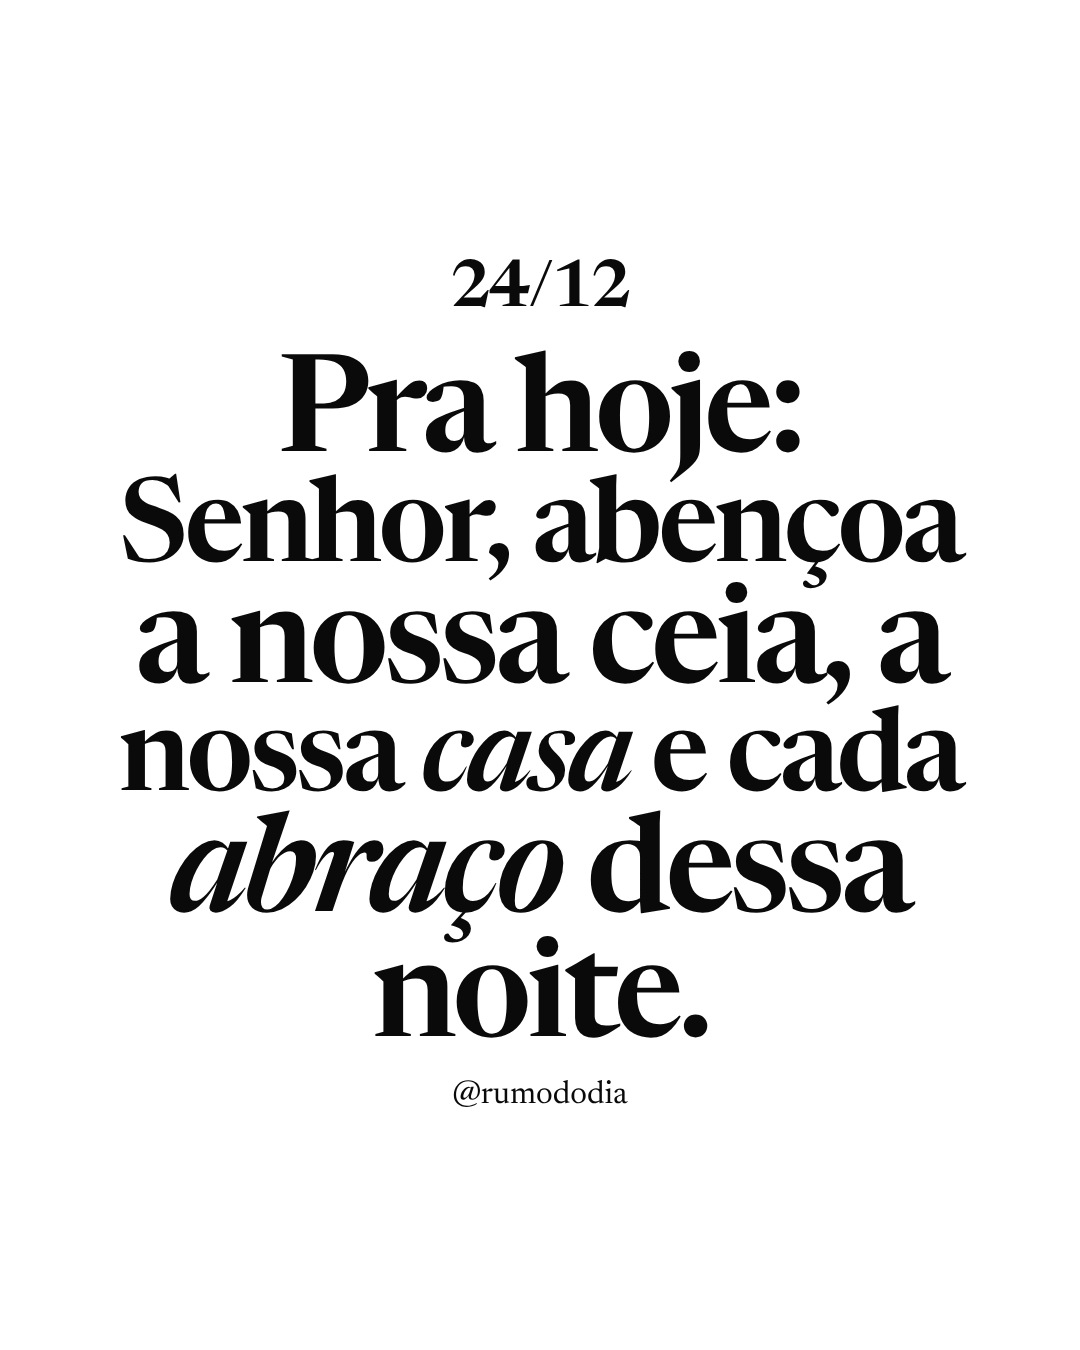 24/12
Pra hoje:
Senhor, abençoa
a nossa ceia, a
nossa casa e cada
abraço dessa
noite.
@rumododia